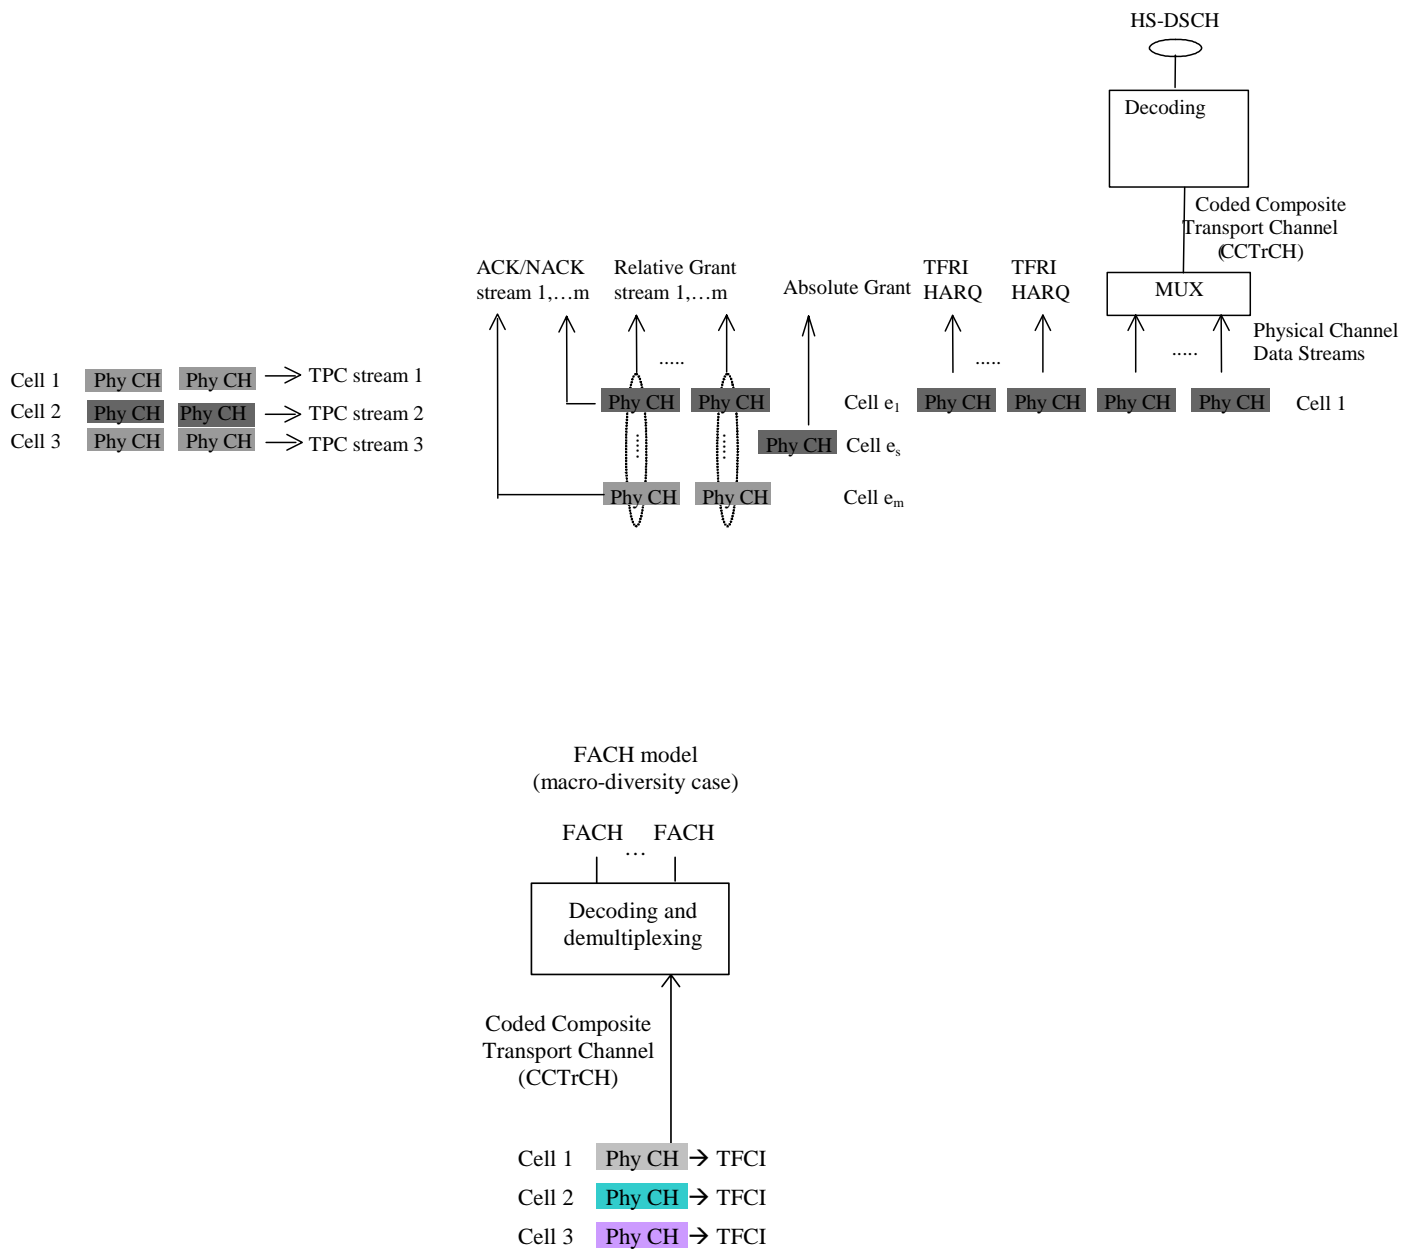 HS-DSCH
Decoding
Coded Composite
Transport Channel
(CCTrCH)
ACK/NACK
stream 1,…m
Relative Grant
stream 1,…m
Absolute Grant
TFRI
HARQ
TFRI
HARQ
MUX
Physical Channel
Data Streams
.....
.....
.....
Cell 1 Phy CH Phy CH TPC stream 1
Cell 2 Phy CH Phy CH TPC stream 2
Cell 3 Phy CH Phy CH TPC stream 3
Phy CH Phy CH Cell e1 Phy CH Phy CH Phy CH Phy CH Cell 1
Phy CH Cell es
Phy CH Phy CH Cell em
FACH model
(macro-diversity case)
FACH … FACH
Decoding and
demultiplexing
Coded Composite
Transport Channel
(CCTrCH)
Cell 1 Phy CH → TFCI
Cell 2 Phy CH → TFCI
Cell 3 Phy CH → TFCI